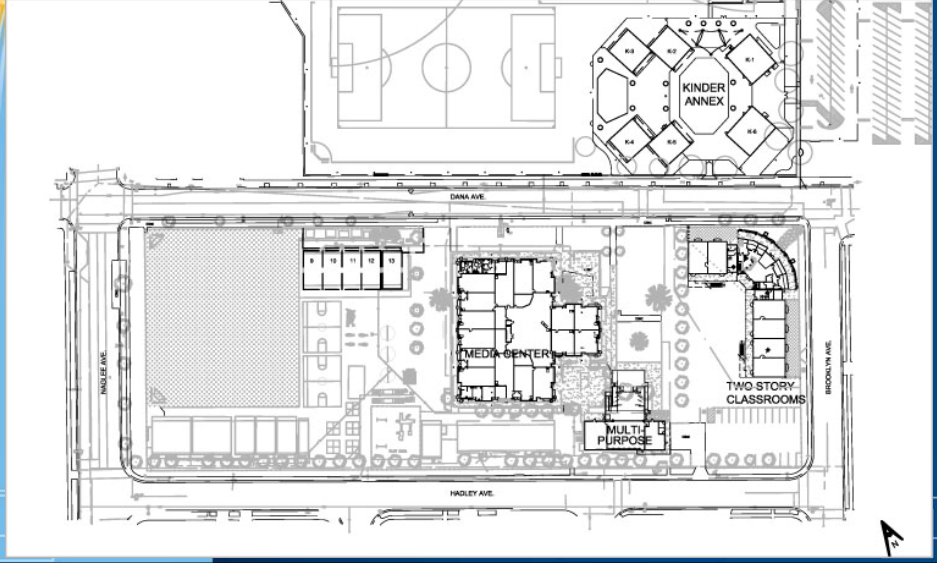 K-3
K-2
K-1
KINDER
ANNEX
K-4
K-5
K-6
DANA AVE.
9
10
11
12
13
MEDIA CENTER
NADLEE AVE.
BROOKLYN AVE.
TWO STORY
CLASSROOMS
MULTI-
PURPOSE
HADLEY AVE.
N